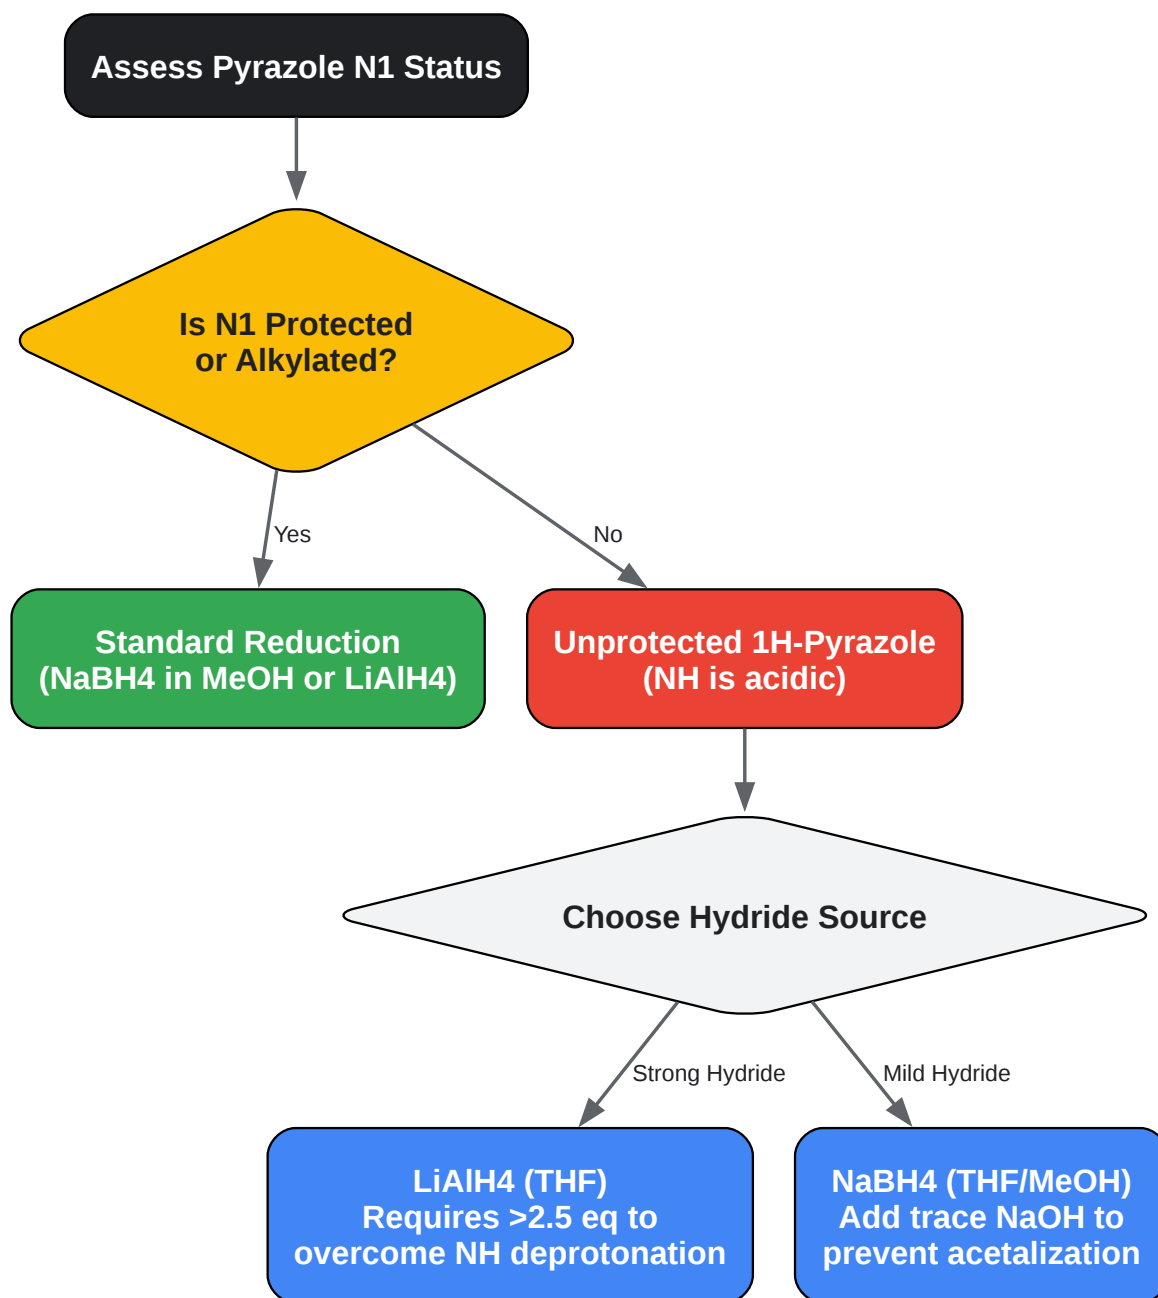 Assess Pyrazole N1 Status
Is N1 Protected
or Alkylated?
Yes
No
Standard Reduction
(NaBH4 in MeOH or LiAlH4)
Unprotected 1H-Pyrazole
(NH is acidic)
Choose Hydride Source
Strong Hydride
Mild Hydride
LiAlH4 (THF)
Requires >2.5 eq to
overcome NH deprotonation
NaBH4 (THF/MeOH)
Add trace NaOH to
prevent acetalization